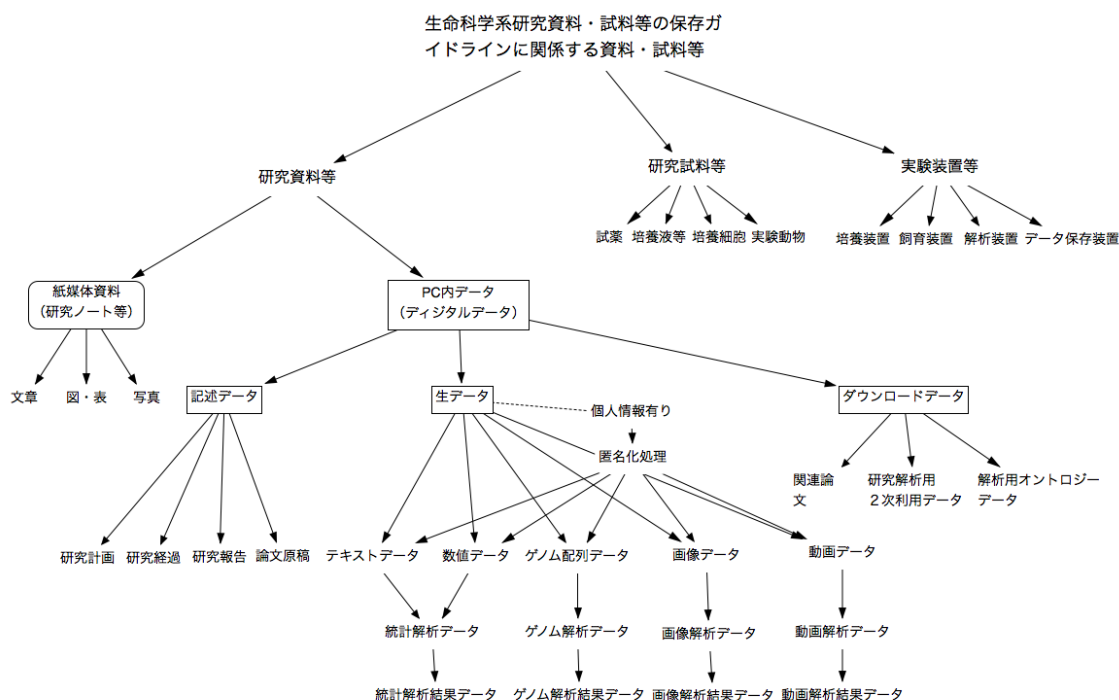 生命科学系研究資料・試料等の保存ガ
イドラインに関係する資料・試料等
研究資料等
研究試料等
実験装置等
試薬
培養液等
培養細胞
実験動物
培養装置
飼育装置
解析装置
データ保存装置
紙媒体資料
（研究ノート等）
PC内データ
（ディジタルデータ）
文章
図・表
写真
記述データ
生データ
個人情報有り
匿名化処理
ダウンロードデータ
関連論
文
研究解析用
２次利用データ
解析用オントロジー
データ
研究計画
研究経過
研究報告
論文原稿
テキストデータ
数値データ
ゲノム配列データ
画像データ
動画データ
統計解析データ
ゲノム解析データ
画像解析データ
動画解析データ
統計解析結果データ
ゲノム解析結果データ
画像解析結果データ
動画解析結果データ